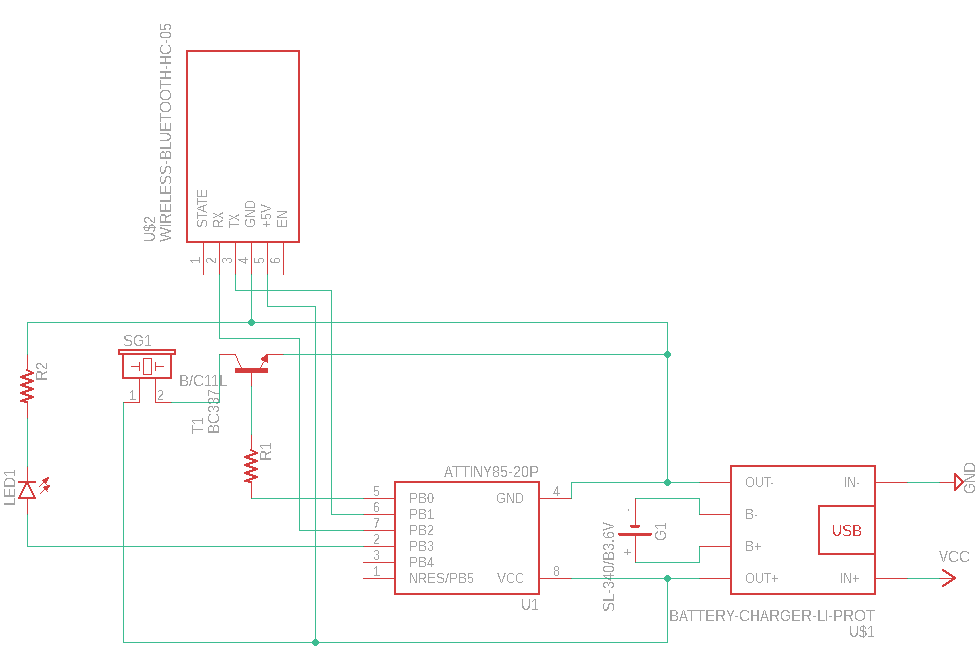 U$2
WIRELESS-BLUETOOTH-HC-05
STATE
RX
TX
GND
+5V
EN
1
2
3
4
5
6
SG1
1
2
B/C11L
T1
BC337
R2
LED1
R1
ATTINY85-20P
5 PB0 GND 4
6 PB1
7 PB2
2 PB3
3 PB4
1 NRES/PB5 VCC 8
U1
SL-340/B3.6V
+
-
G1
OUT- IN-
B-
USB
B+
OUT+ IN+
BATTERY-CHARGER-LI-PROT
U$1
GND
VCC